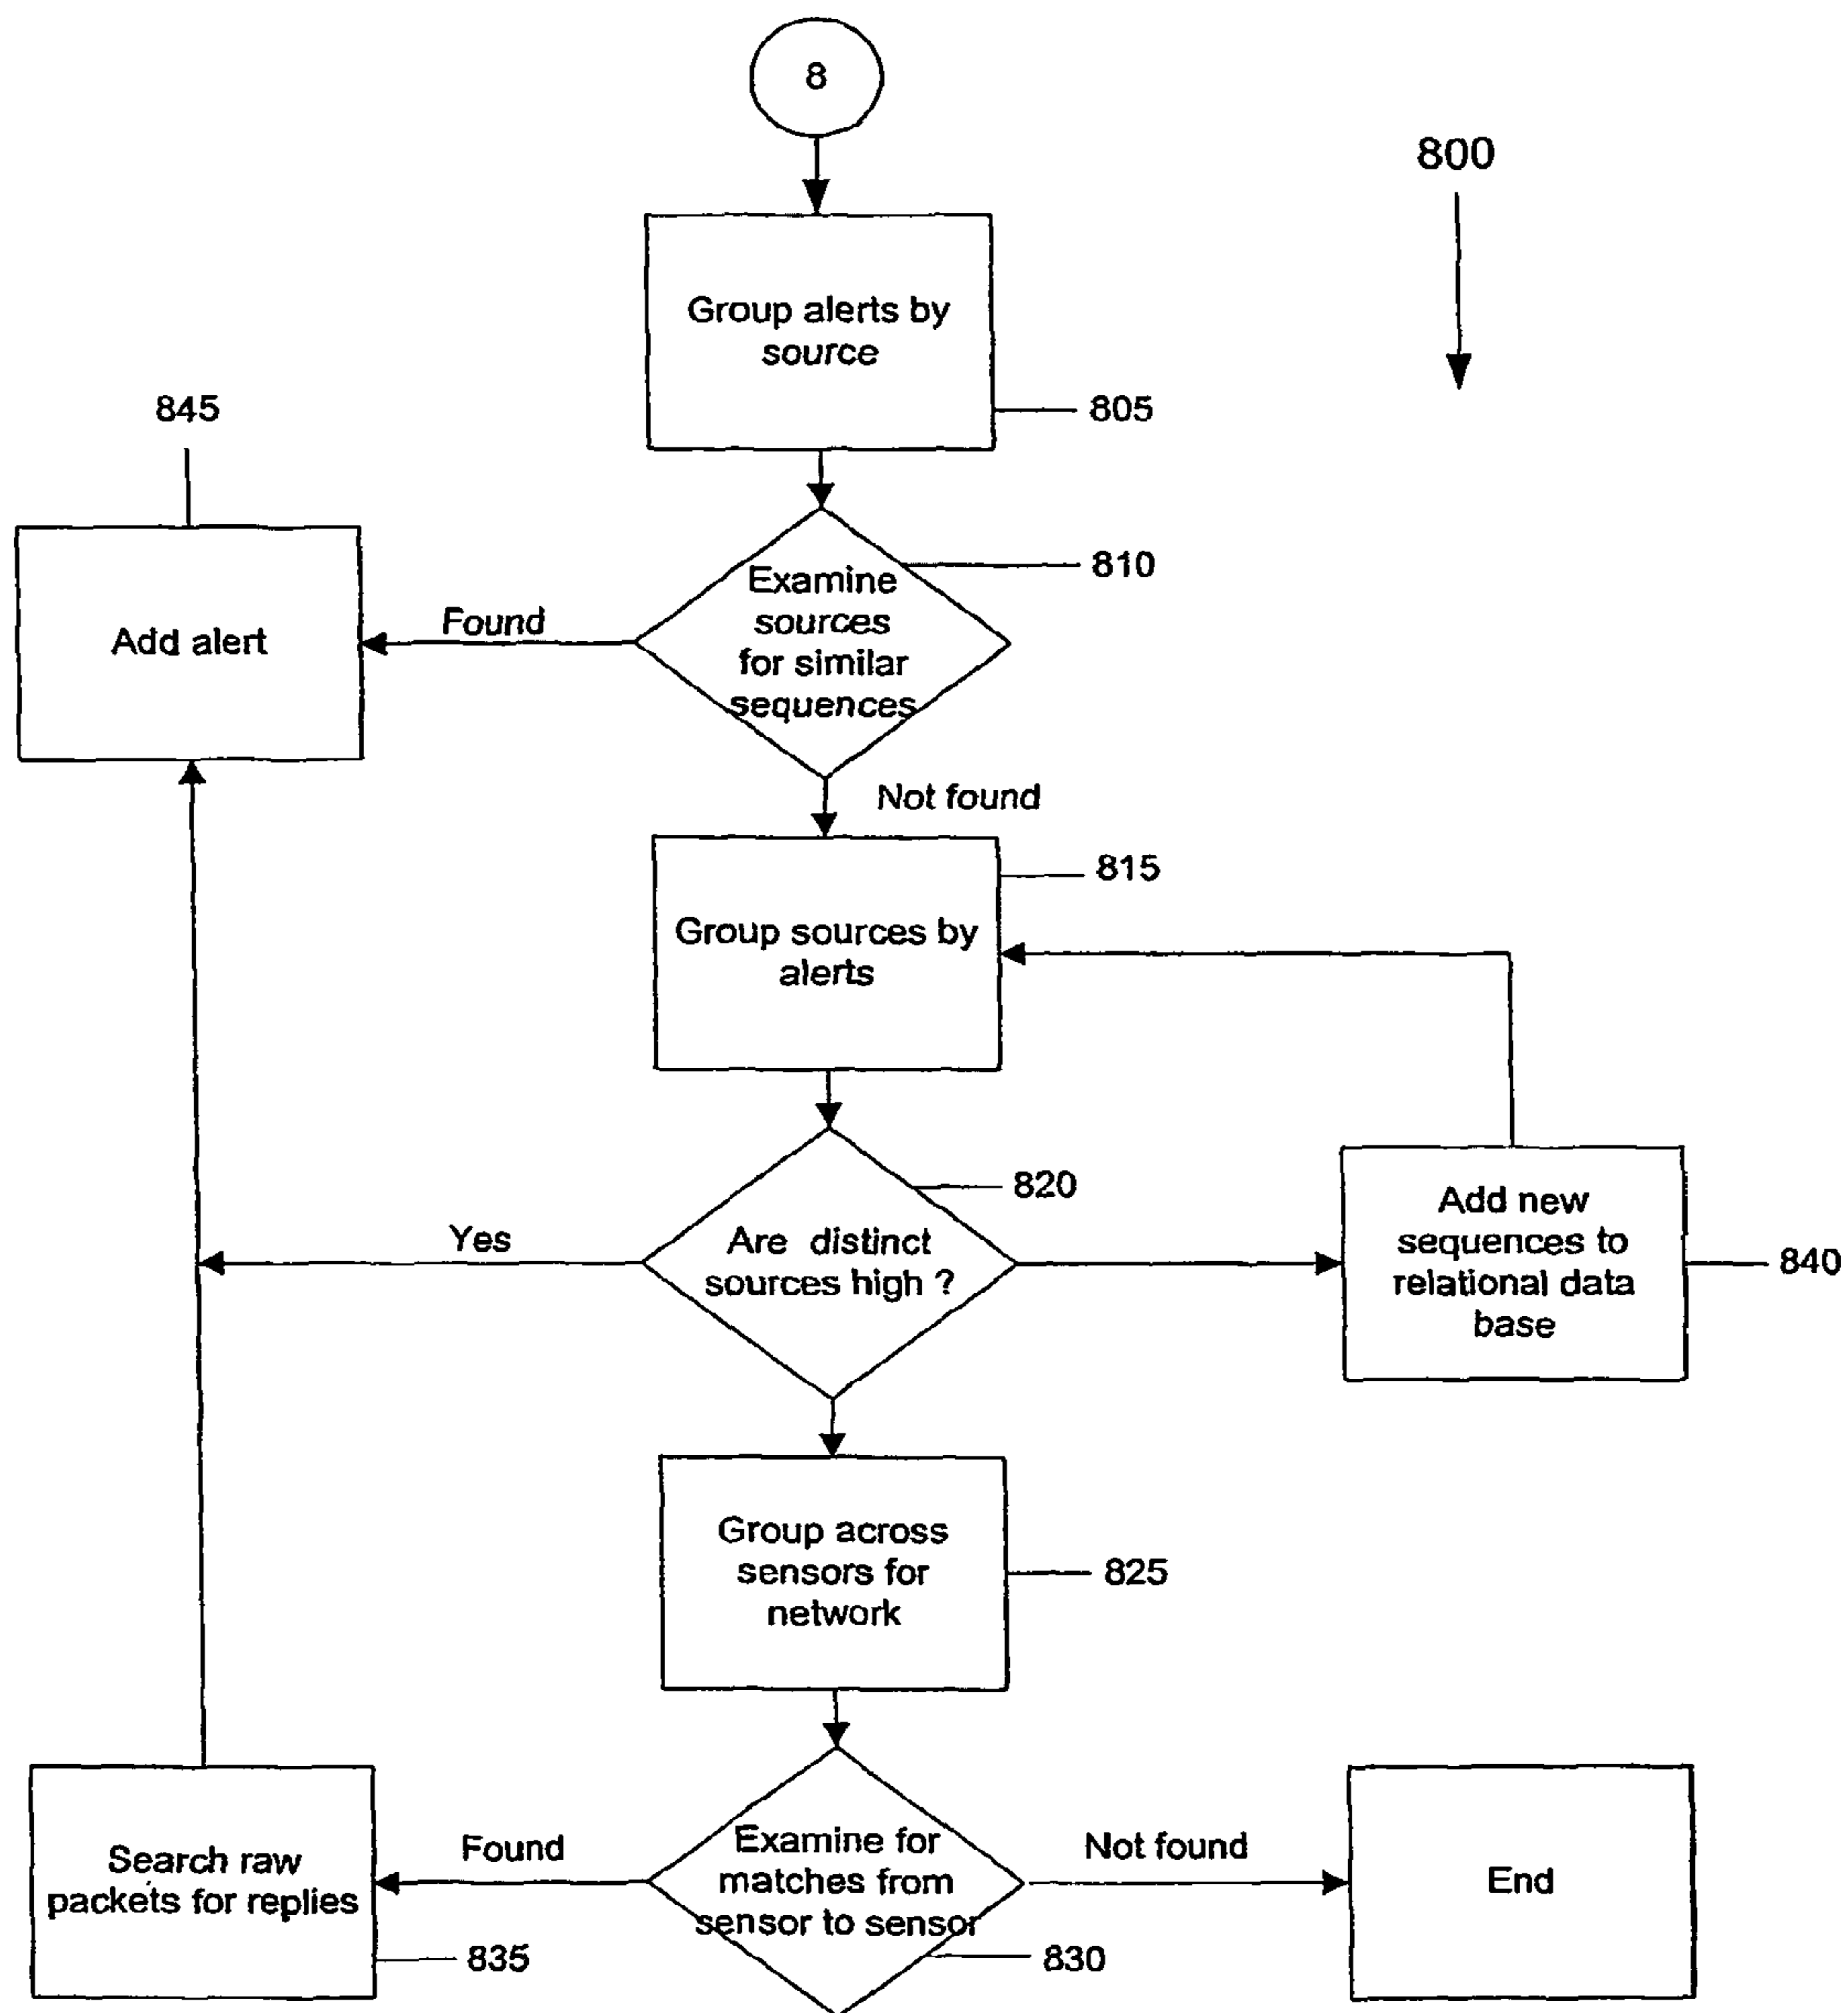 8
800
Group alerts by
source
805
845
810
Examine
sources
for similar
sequences
Found
Add alert
Not found
815
Group sources by
alerts
820
Yes
Are distinct
sources high ?
Add new
sequences to
relational data
base
840
Group across
sensors for
network
825
Search raw
packets for replies
Found
Examine for
matches from
sensor to sensor
Not found
End
835
830